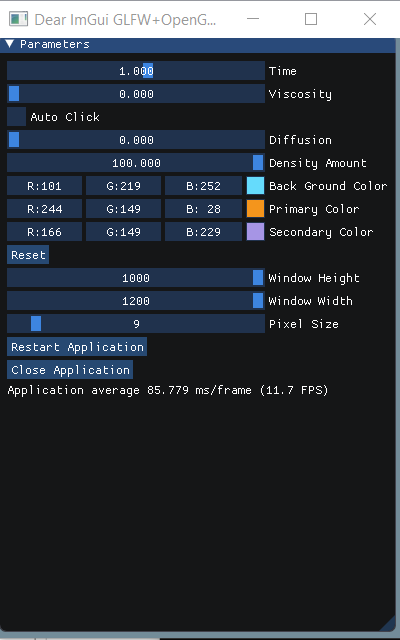 Dear ImGui GLFW+OpenG...
Parameters
1.000 Time
0.000 Viscosity
Auto Click
0.000 Diffusion
100.000 Density Amount
R:101 G:219 B:252 Back Ground Color
R:244 G:149 B: 28 Primary Color
R:166 G:149 B:229 Secondary Color
Reset
1000 Window Height
1200 Window Width
9 Pixel Size
Restart Application
Close Application
Application average 85.779 ms/frame (11.7 FPS)